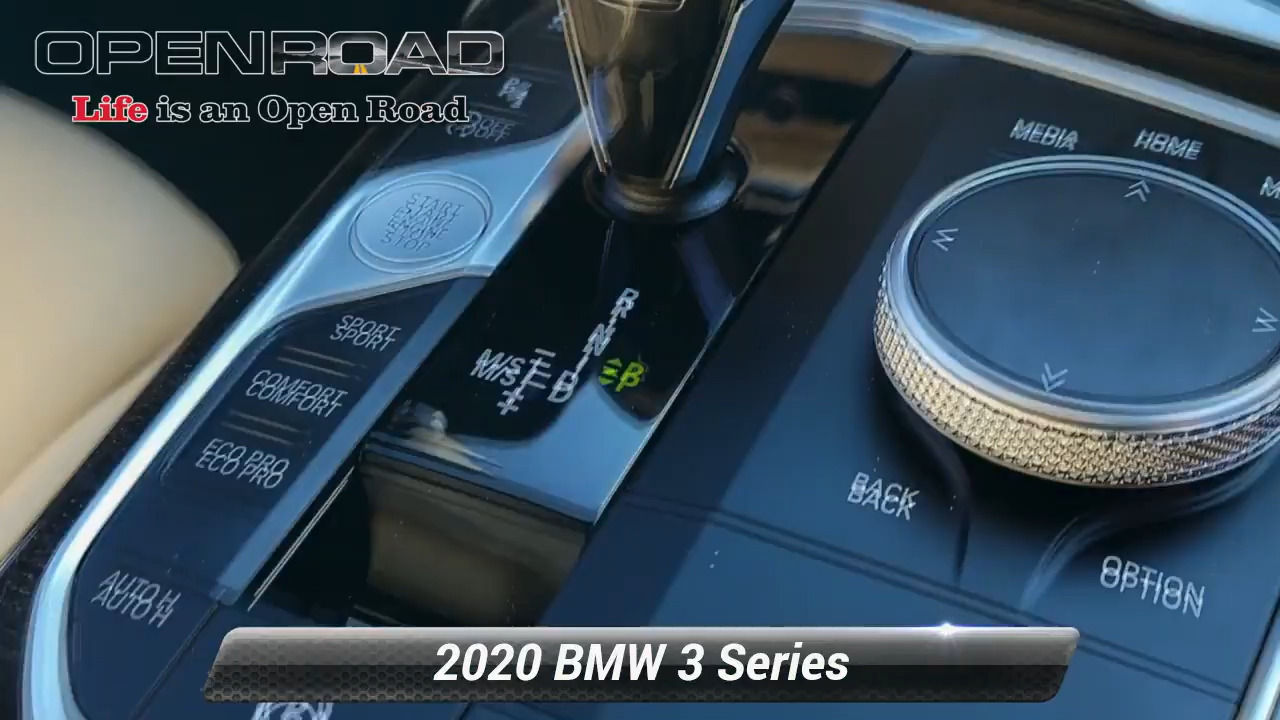 OPENROAD
Life is an Open Road
MEDIA
HOME
START
ENGINE
STOP
R
N
D
M/S
+
SPORT
COMFORT
ECO PRO
BACK
OPTION
AUTO H
2020 BMW 3 Series